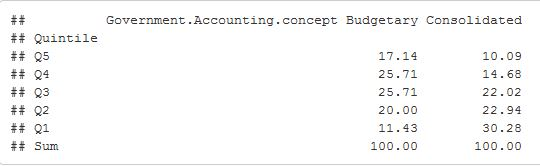 ##         Government.Accounting.concept Budgetary Consolidated
## Quintile
## Q5                                        17.14        10.09
## Q4                                        25.71        14.68
## Q3                                        25.71        22.02
## Q2                                        20.00        22.94
## Q1                                        11.43        30.28
## Sum                                      100.00       100.00